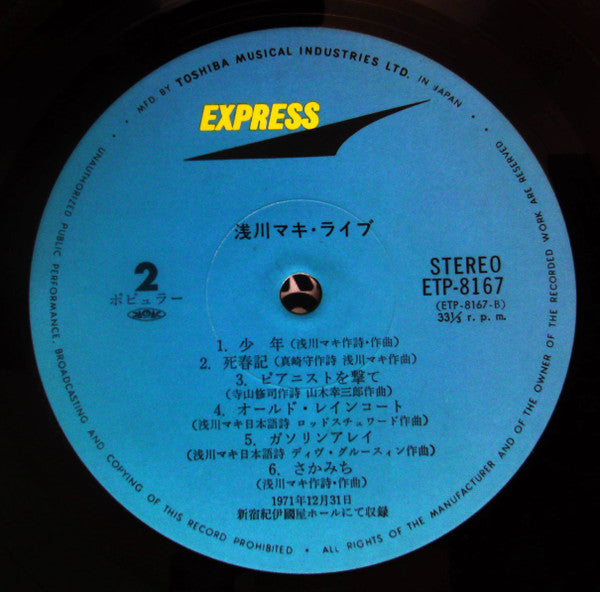 · MFD. BY TOSHIBA MUSICAL INDUSTRIES LTD. IN JAPAN ·
EXPRESS
浅川マキ・ライブ
2
ポピュラー
STEREO
ETP-8167
(ETP-8167-B)
33⅓ r. p. m.
1. 少 年 (浅川マキ作詩・作曲)
2. 死春記 (真崎守作詩 浅川マキ作曲)
3. ピアニストを撃て
(寺山修司作詩 山木幸三郎作曲)
4. オールド・レインコート
(浅川マキ日本語詩 ロッドスチュワード作曲)
5. ガソリンアレイ
(浅川マキ日本語詩 ディヴ・グルースィン作曲)
6. さかみち
(浅川マキ作詩・作曲)
1971年12月31日
新宿紀伊國屋ホールにて収録
UNAUTHORIZED PUBLIC PERFORMANCE, BROADCASTING AND COPYING OF THIS RECORD PROHIBITED · ALL RIGHTS OF THE MANUFACTURER AND OF THE OWNER OF THE RECORDED WORK ARE RESERVED